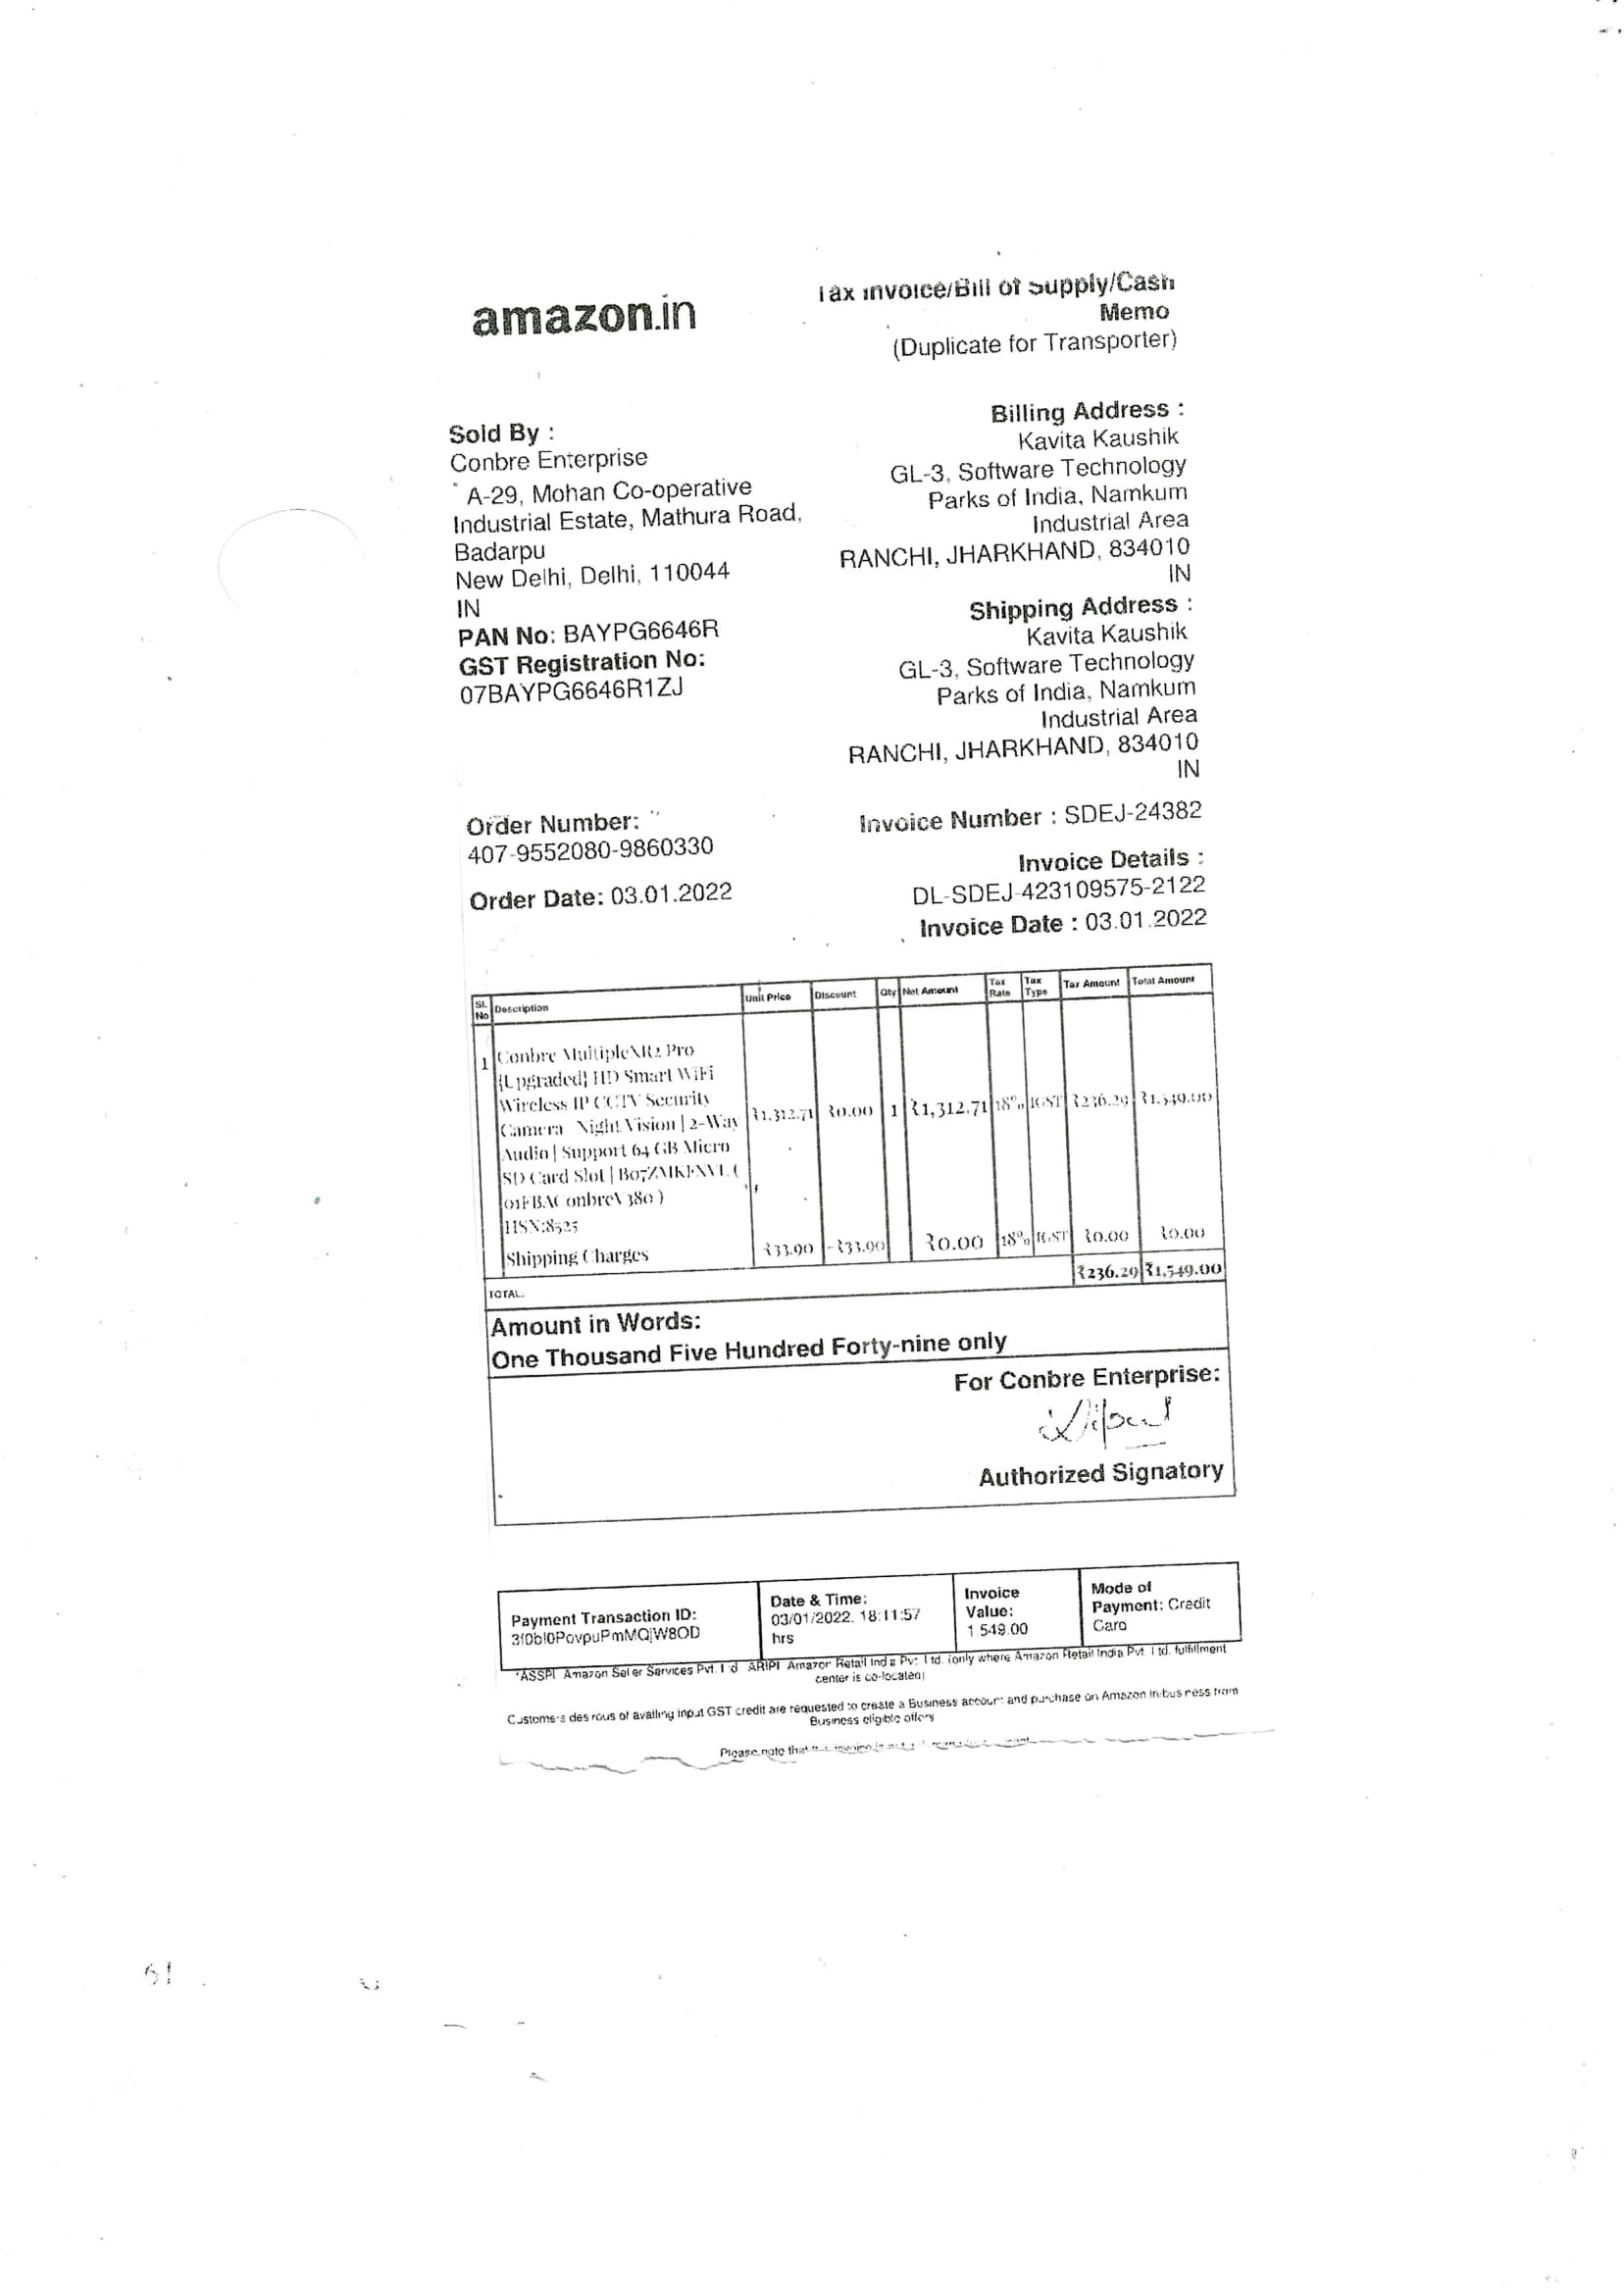 amazon.in
Tax Invoice/Bill of Supply/Cash
Memo
(Duplicate for Transporter)
Sold By :
Conbre Enterprise
A-29, Mohan Co-operative
Industrial Estate, Mathura Road,
Badarpu
New Delhi, Delhi, 110044
IN
PAN No: BAYPG6646R
GST Registration No:
07BAYPG6646R1ZJ
Billing Address :
Kavita Kaushik
GL-3, Software Technology
Parks of India, Namkum
Industrial Area
RANCHI, JHARKHAND, 834010
IN
Shipping Address :
Kavita Kaushik
GL-3, Software Technology
Parks of India, Namkum
Industrial Area
RANCHI, JHARKHAND, 834010
IN
Order Number:
407-9552080-9860330
Order Date: 03.01.2022
Invoice Number : SDEJ-24382
Invoice Details :
DL-SDEJ-423109575-2122
Invoice Date : 03.01.2022
Sl. No Description Unit Price Discount Qty Net Amount Tax Rate Tax Type Tax Amount Total Amount
1 Conbre MultipleXR2 Pro
(Upgraded) HD Smart WiFi
Wireless IP CCTV Security
Camera Night Vision | 2-Way
Audio | Support 64 GB Micro
SD Card Slot |
HSN:8525
₹1,312.71 ₹0.00 1 ₹1,312.71 18% IGST ₹236.29 ₹1,549.00
Shipping Charges ₹33.90 -₹33.90 ₹0.00 18% IGST ₹0.00 ₹0.00
TOTAL: ₹236.29 ₹1,549.00
Amount in Words:
One Thousand Five Hundred Forty-nine only
For Conbre Enterprise:
Authorized Signatory
Payment Transaction ID:
Date & Time:
03/01/2022, 18:11:57
hrs
Invoice
Value:
1,549.00
Mode of
Payment: Credit
Card
*ASSPL Amazon Seller Services Pvt. Ltd. ARIPL Amazon Retail India Pvt. Ltd. (only where Amazon Retail India Pvt. Ltd. fulfillment
center is co-located)
Customers desirous of availing input GST credit are requested to create a Business account and purchase on Amazon.in/business from
Business eligible offers
Please note that
61